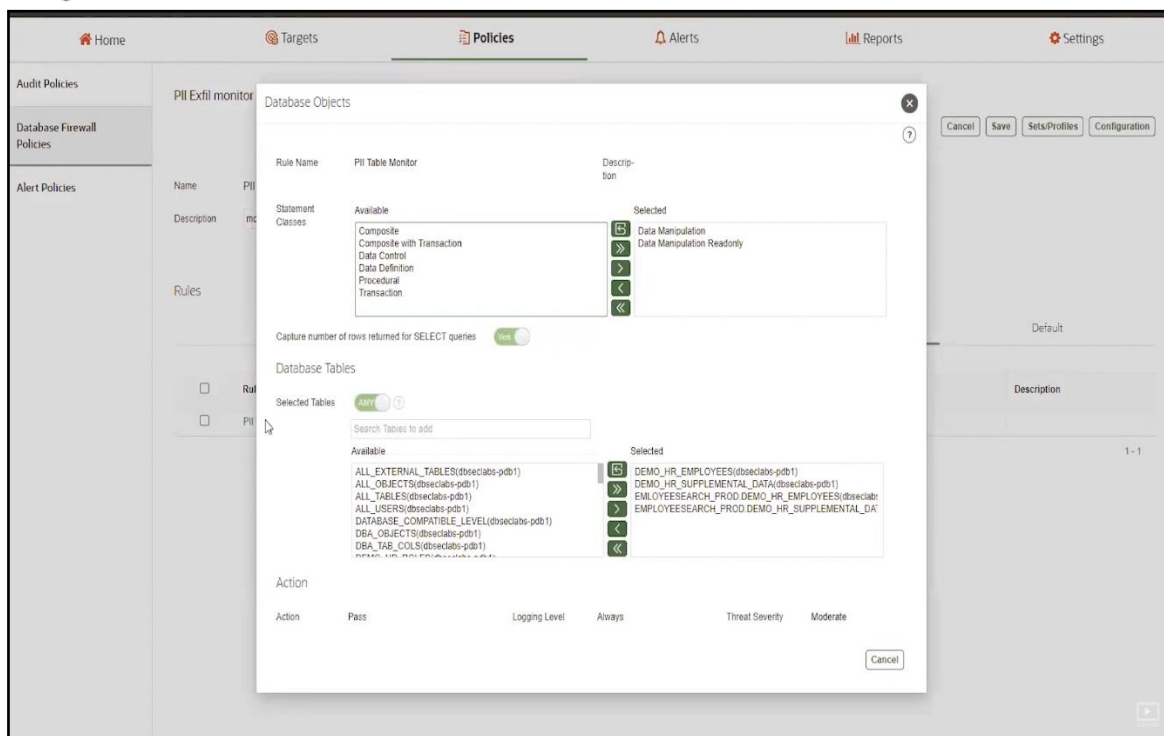 Home
Targets
Policies
Alerts
Reports
Settings
Audit Policies
Database Firewall
Policies
Alert Policies
PII Exfil monitor
Cancel
Save
Sets/Profiles
Configuration
Name
PII
Description
mo
Rules
Default
Rul
Description
PII
1 - 1
Database Objects
?
Rule Name
PII Table Monitor
Descrip-
tion
Statement
Classes
Available
Composite
Composite with Transaction
Data Control
Data Definition
Procedural
Transaction
Selected
Data Manipulation
Data Manipulation Readonly
Capture number of rows returned for SELECT queries
Yes
Database Tables
Selected Tables
ANY
?
Search Tables to add
Available
ALL_EXTERNAL_TABLES(dbseclabs-pdb1)
ALL_OBJECTS(dbseclabs-pdb1)
ALL_TABLES(dbseclabs-pdb1)
ALL_USERS(dbseclabs-pdb1)
DATABASE_COMPATIBLE_LEVEL(dbseclabs-pdb1)
DBA_OBJECTS(dbseclabs-pdb1)
DBA_TAB_COLS(dbseclabs-pdb1)
Selected
DEMO_HR_EMPLOYEES(dbseclabs-pdb1)
DEMO_HR_SUPPLEMENTAL_DATA(dbseclabs-pdb1)
EMLOYEESEARCH_PROD.DEMO_HR_EMPLOYEES(dbseclabs
EMPLOYEESEARCH_PROD.DEMO_HR_SUPPLEMENTAL_DA
Action
Action
Pass
Logging Level
Always
Threat Severity
Moderate
Cancel